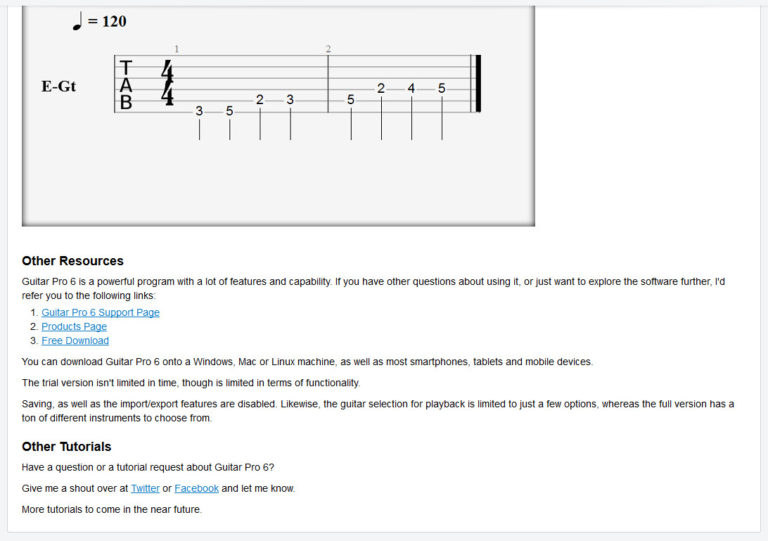 ♩ = 120
1 2
E-Gt
T
A
B
4
4
3 5 2 3 5 2 4 5
Other Resources
Guitar Pro 6 is a powerful program with a lot of features and capability. If you have other questions about using it, or just want to explore the software further, I'd
refer you to the following links:
1. Guitar Pro 6 Support Page
2. Products Page
3. Free Download
You can download Guitar Pro 6 onto a Windows, Mac or Linux machine, as well as most smartphones, tablets and mobile devices.
The trial version isn't limited in time, though is limited in terms of functionality.
Saving, as well as the import/export features are disabled. Likewise, the guitar selection for playback is limited to just a few options, whereas the full version has a
ton of different instruments to choose from.
Other Tutorials
Have a question or a tutorial request about Guitar Pro 6?
Give me a shout over at Twitter or Facebook and let me know.
More tutorials to come in the near future.